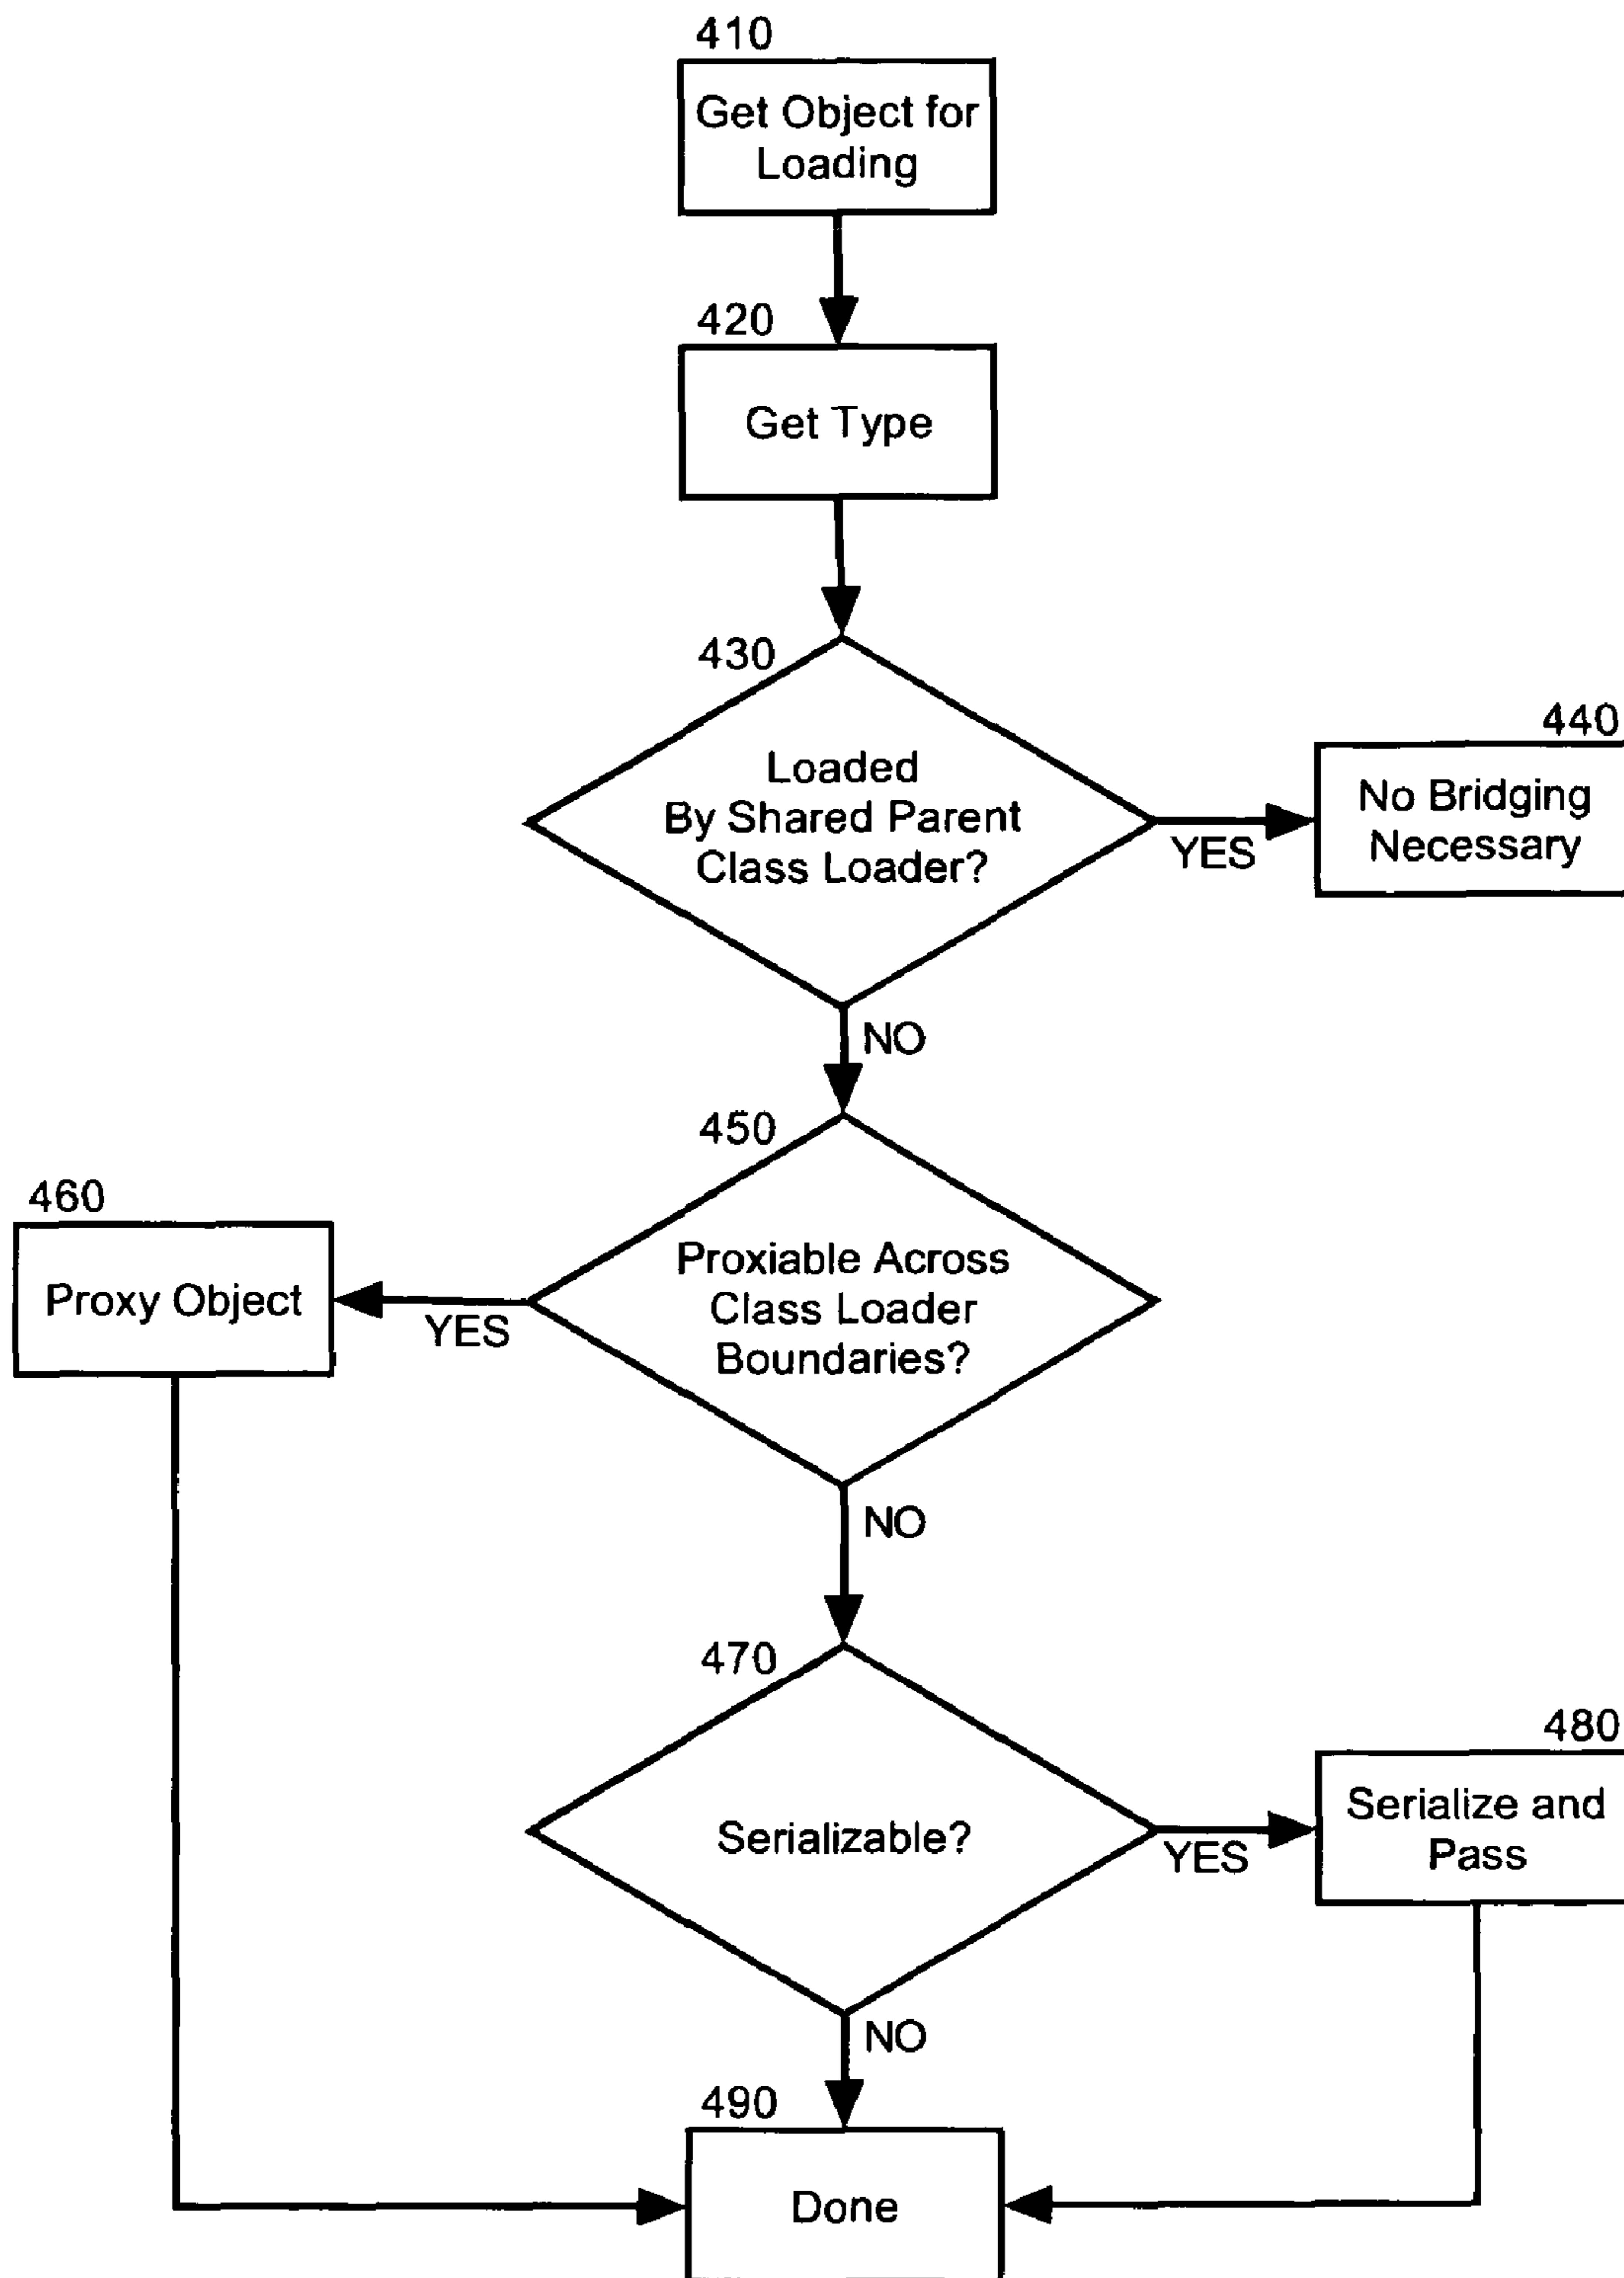 410
Get Object for
Loading
420
Get Type
430
Loaded
By Shared Parent
Class Loader?
YES
440
No Bridging
Necessary
NO
450
Proxiable Across
Class Loader
Boundaries?
YES
460
Proxy Object
NO
470
Serializable?
YES
480
Serialize and
Pass
NO
490
Done